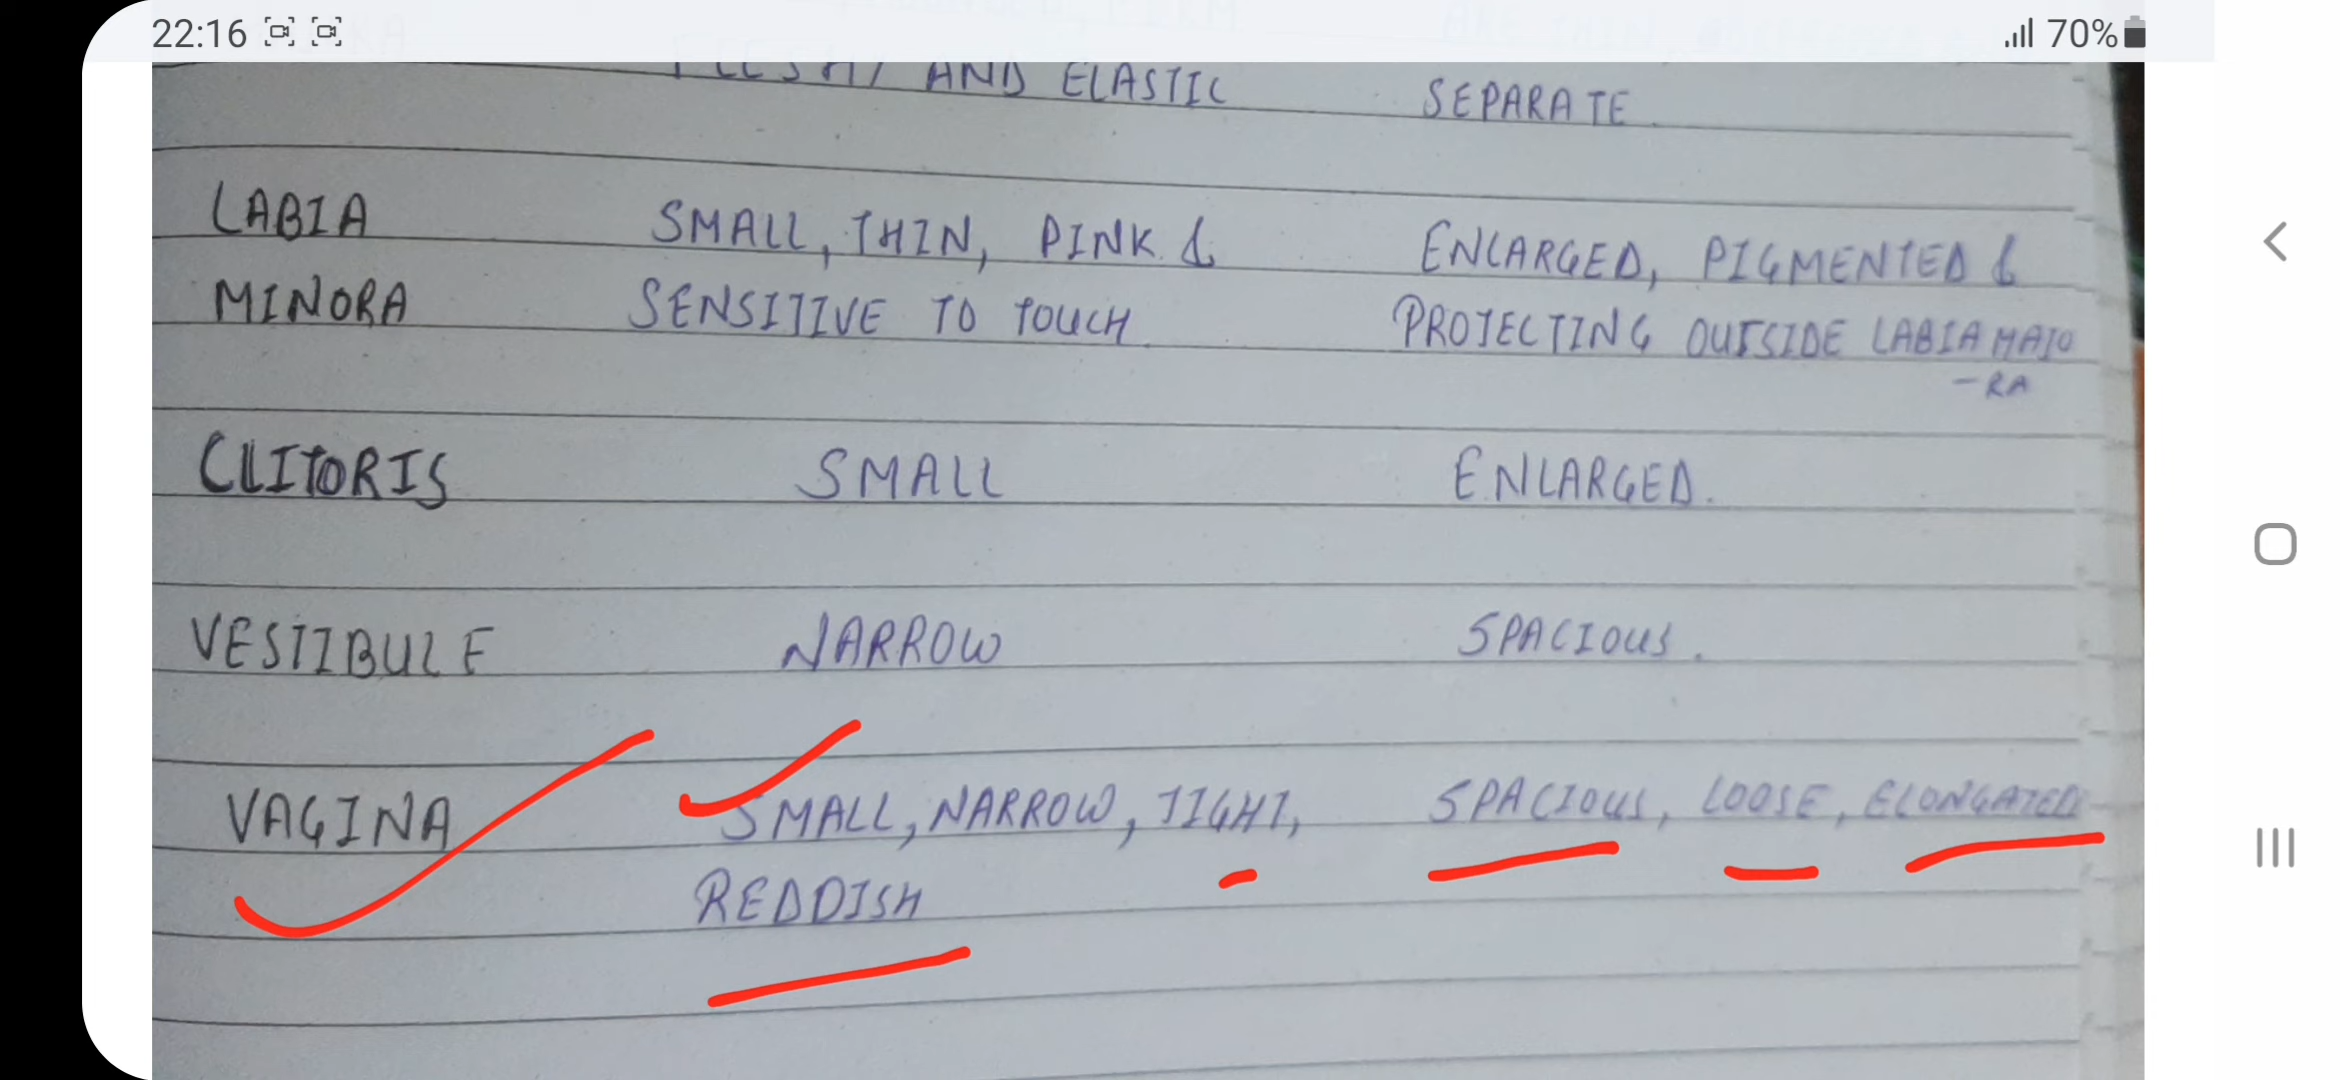 22:16
70%
AND ELASTIC
SEPARATE.
LABIA
SMALL, THIN, PINK &
ENLARGED, PIGMENTED &
MINORA
SENSITIVE TO TOUCH.
PROJECTING OUTSIDE LABIA MAJO
-RA
CLITORIS
SMALL
ENLARGED.
VESTIBULE
NARROW
SPACIOUS.
VAGINA
SMALL, NARROW, TIGHT,
SPACIOUS, LOOSE, ELONGATED
REDDISH